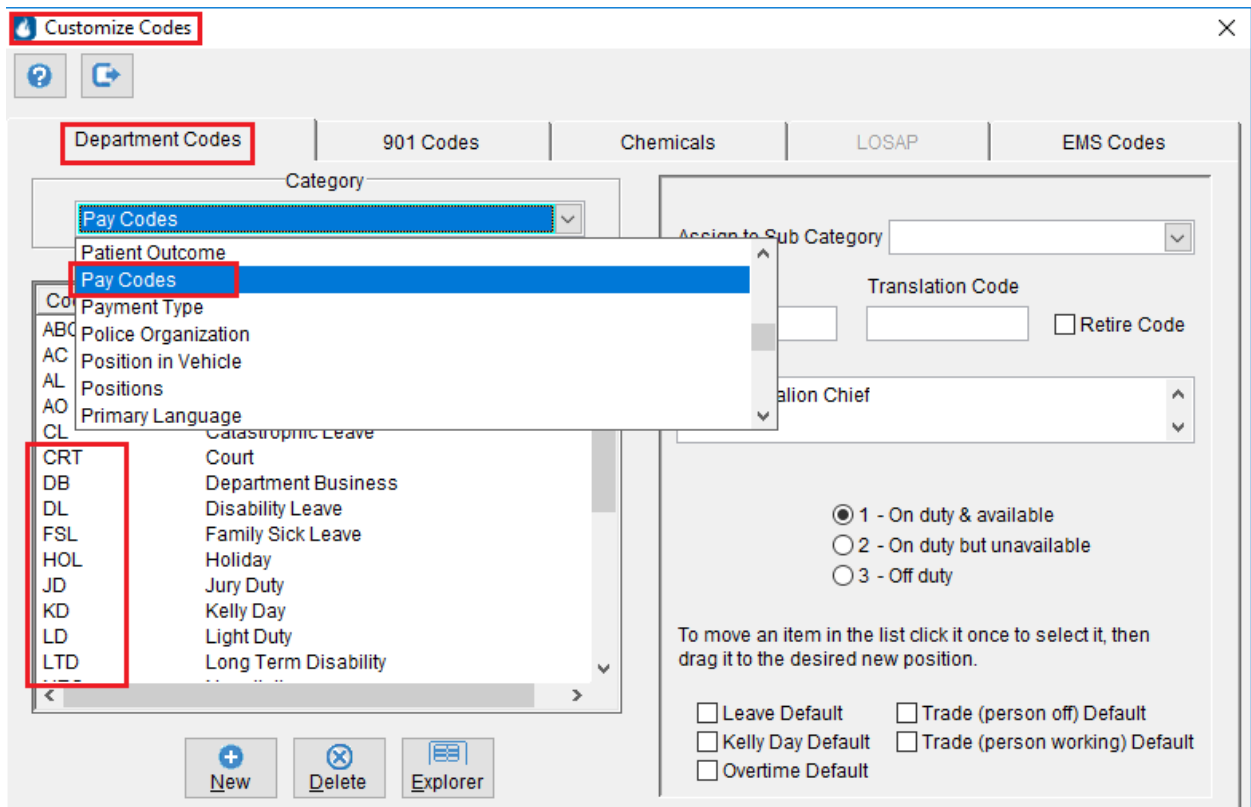 Customize Codes
Department Codes
901 Codes
Chemicals
LOSAP
EMS Codes
Category
Pay Codes
Patient Outcome
Pay Codes
Payment Type
Police Organization
Position in Vehicle
Positions
Primary Language
ABC
AC
AL
AO
CL Catastrophic Leave
CRT Court
DB Department Business
DL Disability Leave
FSL Family Sick Leave
HOL Holiday
JD Jury Duty
KD Kelly Day
LD Light Duty
LTD Long Term Disability
New
Delete
Explorer
Assign to Sub Category
Translation Code
Retire Code
Chief
1 - On duty & available
2 - On duty but unavailable
3 - Off duty
To move an item in the list click it once to select it, then
drag it to the desired new position.
Leave Default
Trade (person off) Default
Kelly Day Default
Trade (person working) Default
Overtime Default